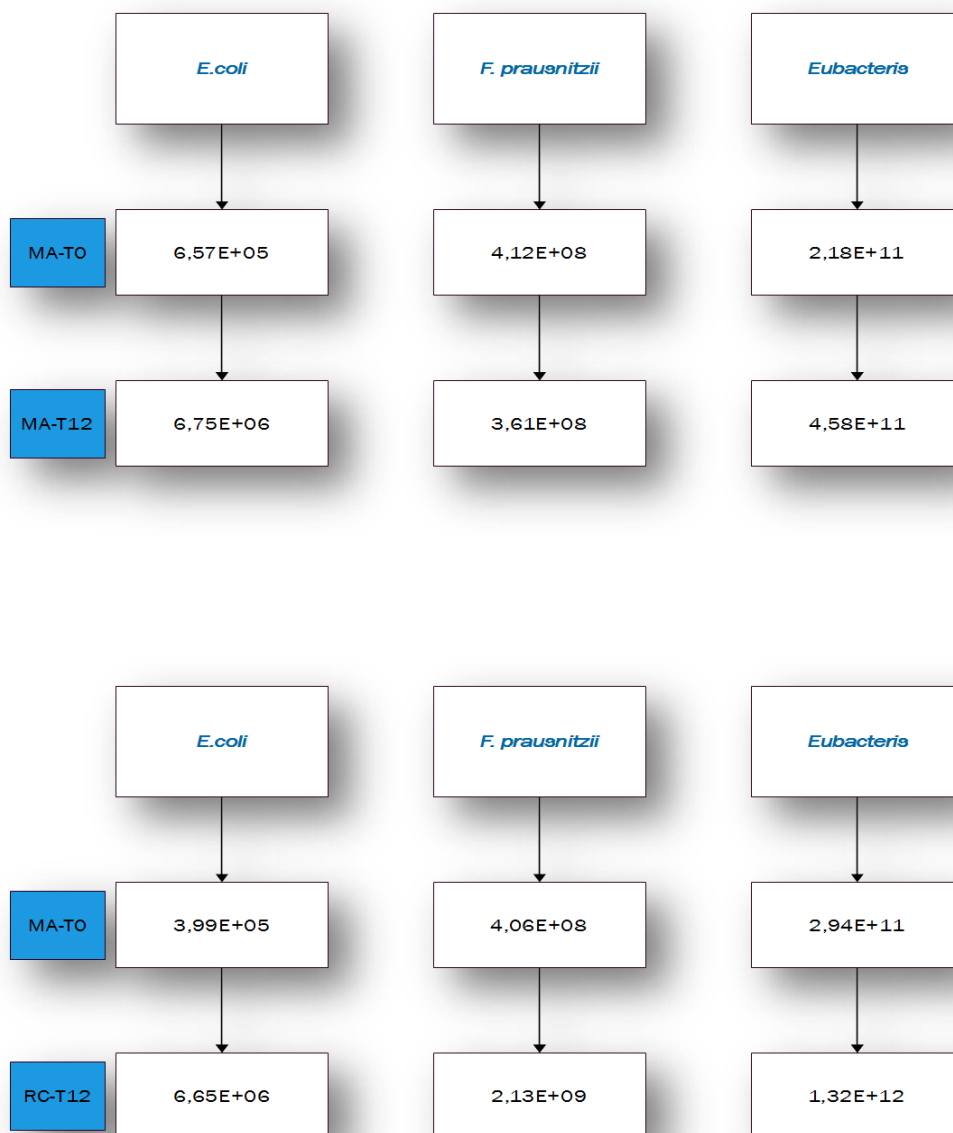 E.coli F. prausnitzii Eubacteris
MA-T0 6,57E+05 4,12E+08 2,18E+11
MA-T12 6,75E+06 3,61E+08 4,58E+11
E.coli F. prausnitzii Eubacteris
MA-T0 3,99E+05 4,06E+08 2,94E+11
RC-T12 6,65E+06 2,13E+09 1,32E+12